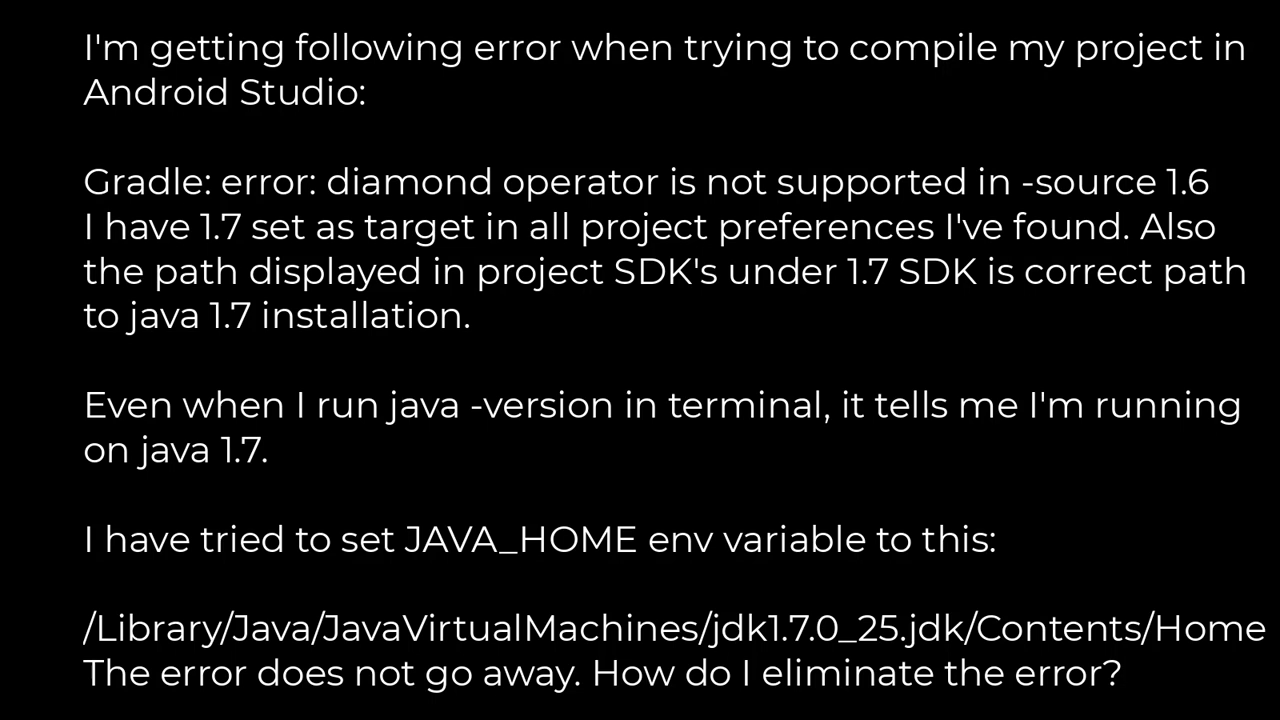 I'm getting following error when trying to compile my project in
Android Studio:
Gradle: error: diamond operator is not supported in -source 1.6
I have 1.7 set as target in all project preferences I've found. Also
the path displayed in project SDK's under 1.7 SDK is correct path
to java 1.7 installation.
Even when I run java -version in terminal, it tells me I'm running
on java 1.7.
I have tried to set JAVA_HOME env variable to this:
/Library/Java/JavaVirtualMachines/jdk1.7.0_25.jdk/Contents/Home
The error does not go away. How do I eliminate the error?